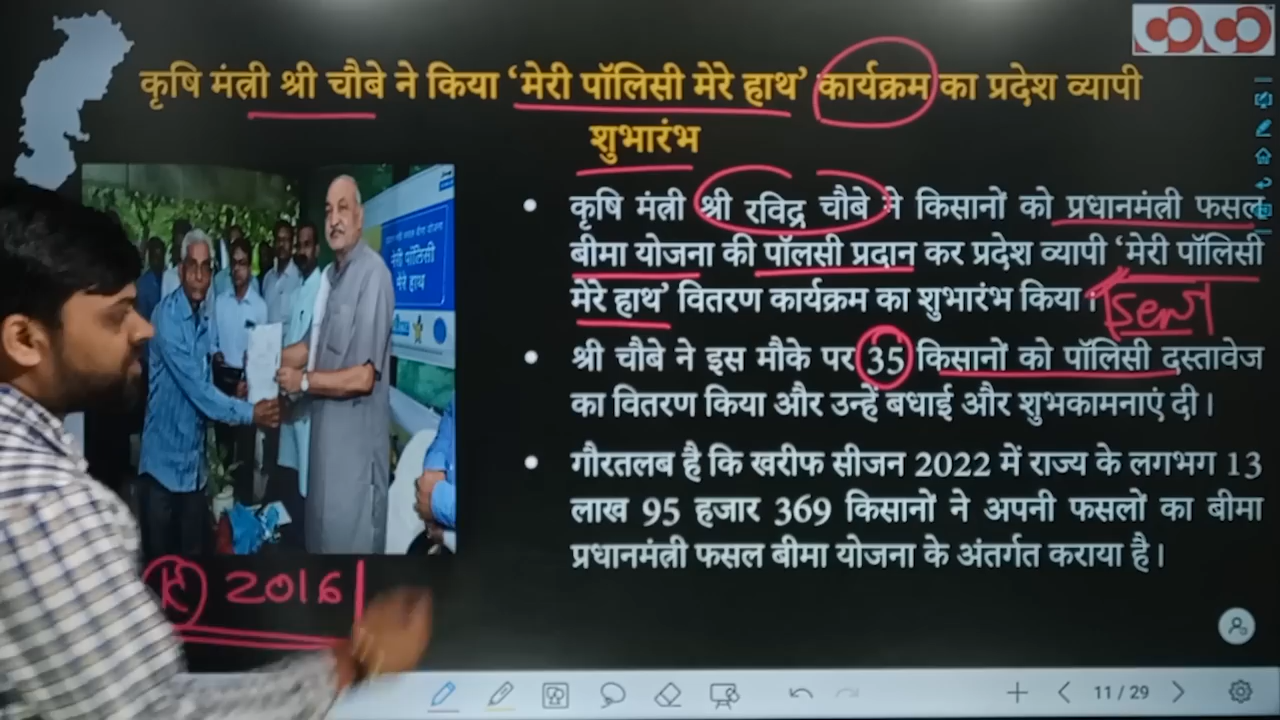 कृषि मंत्री श्री चौबे ने किया ‘मेरी पॉलिसी मेरे हाथ’ कार्यक्रम का प्रदेश व्यापी
शुभारंभ
मेरी पॉलिसी
मेरे हाथ
• कृषि मंत्री श्री रविद्र चौबे ने किसानों को प्रधानमंत्री फसल
बीमा योजना की पॉलसी प्रदान कर प्रदेश व्यापी ‘मेरी पॉलिसी
मेरे हाथ’ वितरण कार्यक्रम का शुभारंभ किया।
• श्री चौबे ने इस मौके पर 35 किसानों को पॉलिसी दस्तावेज
का वितरण किया और उन्हें बधाई और शुभकामनाएं दी।
• गौरतलब है कि खरीफ सीजन 2022 में राज्य के लगभग 13
लाख 95 हजार 369 किसानों ने अपनी फसलों का बीमा
प्रधानमंत्री फसल बीमा योजना के अंतर्गत कराया है।
2016
11 / 29